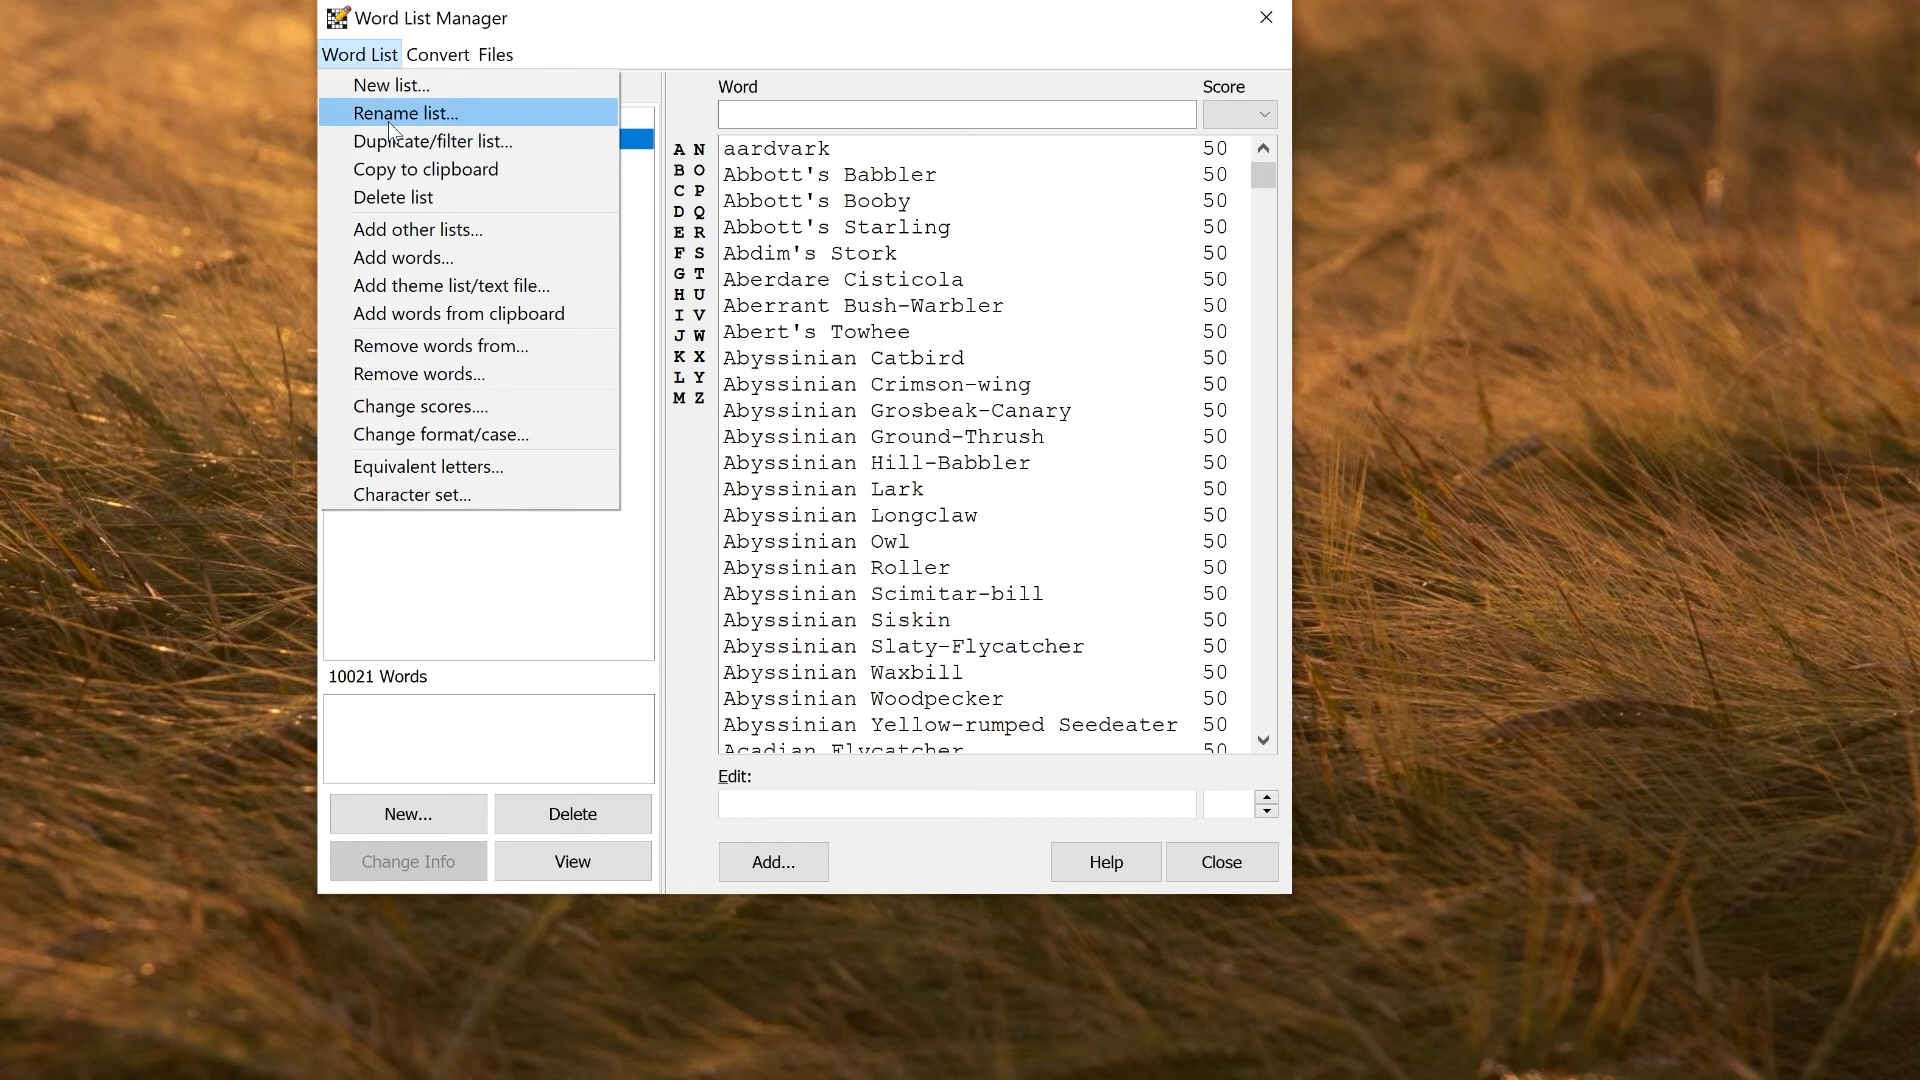 Word List Manager
Word List Convert Files
New list...
Rename list...
Duplicate/filter list...
Copy to clipboard
Delete list
Add other lists...
Add words...
Add theme list/text file...
Add words from clipboard
Remove words from...
Remove words...
Change scores....
Change format/case...
Equivalent letters...
Character set...
10021 Words
New... Delete
Change Info View
A N
B O
C P
D Q
E R
F S
G T
H U
I V
J W
K X
L Y
M Z
Word Score
aardvark 50
Abbott's Babbler 50
Abbott's Booby 50
Abbott's Starling 50
Abdim's Stork 50
Aberdare Cisticola 50
Aberrant Bush-Warbler 50
Abert's Towhee 50
Abyssinian Catbird 50
Abyssinian Crimson-wing 50
Abyssinian Grosbeak-Canary 50
Abyssinian Ground-Thrush 50
Abyssinian Hill-Babbler 50
Abyssinian Lark 50
Abyssinian Longclaw 50
Abyssinian Owl 50
Abyssinian Roller 50
Abyssinian Scimitar-bill 50
Abyssinian Siskin 50
Abyssinian Slaty-Flycatcher 50
Abyssinian Waxbill 50
Abyssinian Woodpecker 50
Abyssinian Yellow-rumped Seedeater 50
Acadian Flycatcher 50
Edit:
Add... Help Close